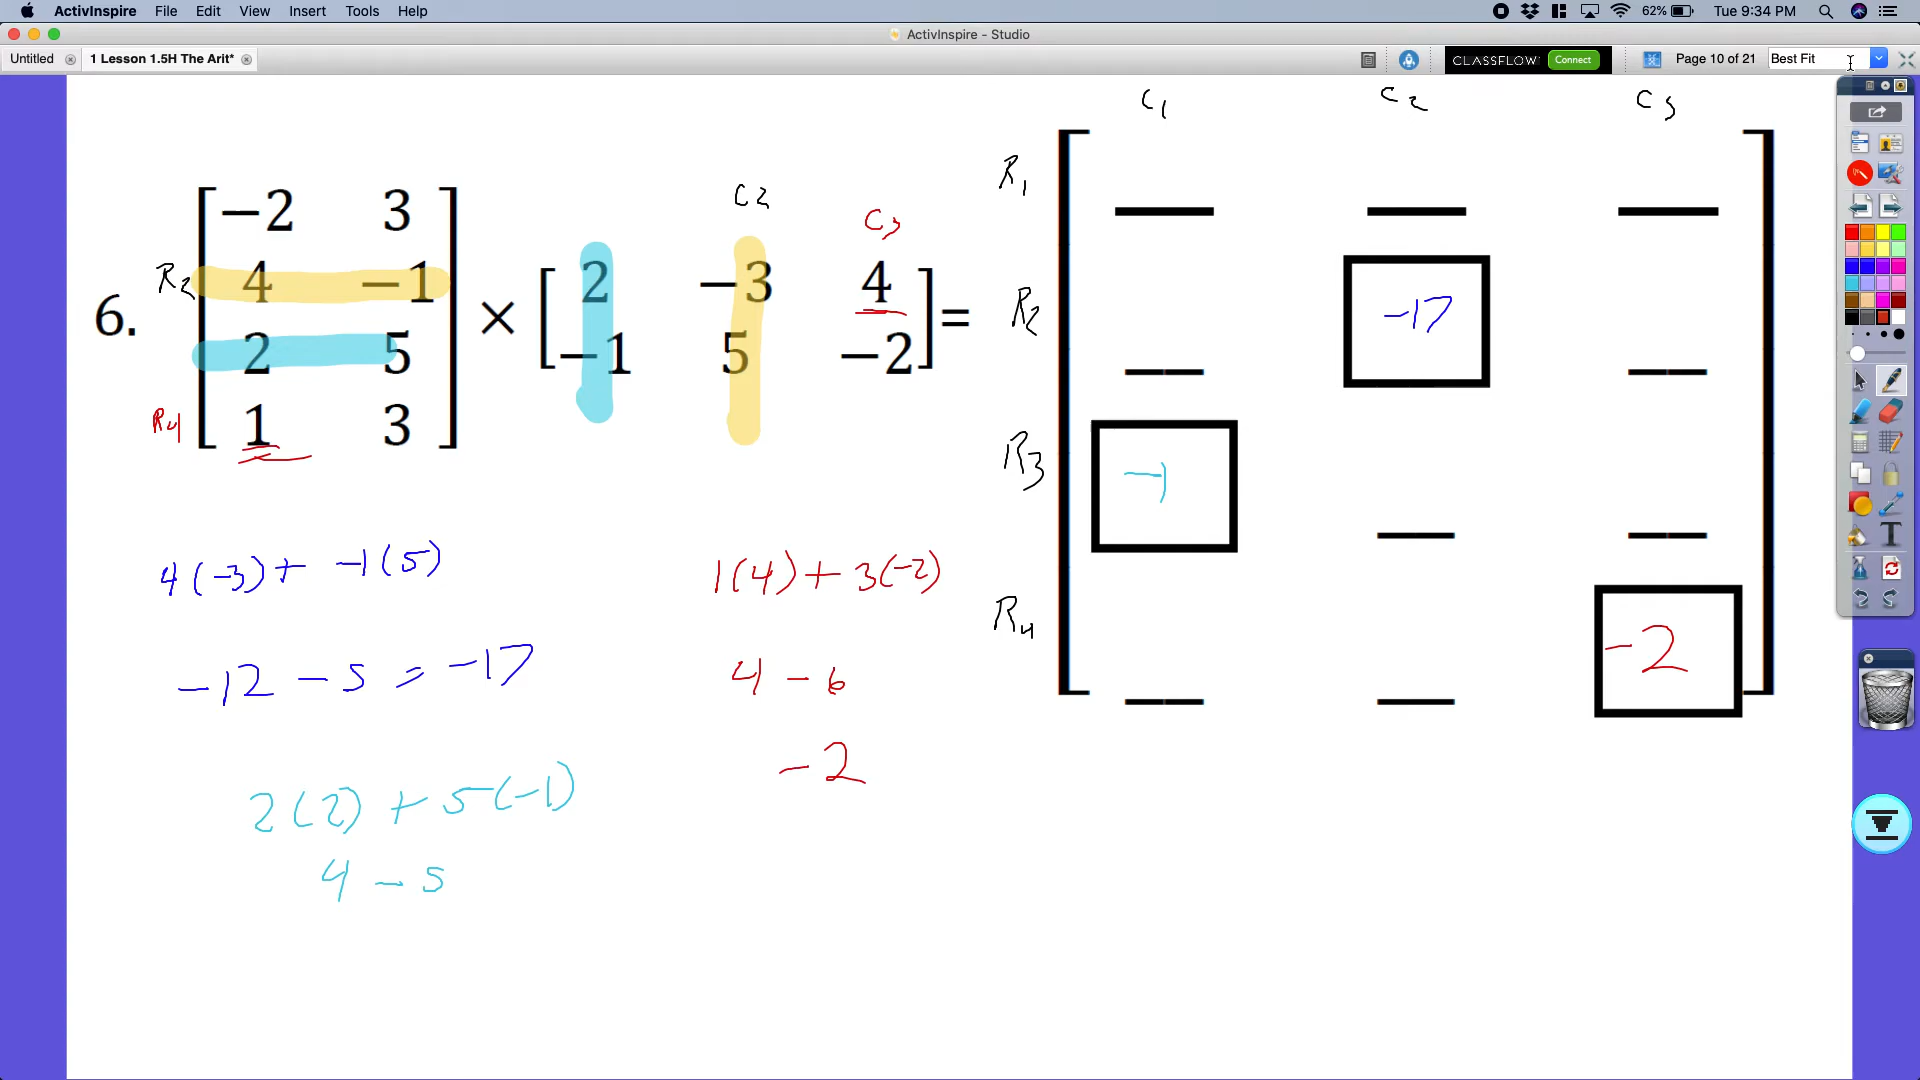 ActivInspire File Edit View Insert Tools Help 62% Tue 9:34 PM
ActivInspire - Studio
Untitled 1 Lesson 1.5H The Arit* CLASSFLOW Connect Page 10 of 21 Best Fit
C1 C2 C3
R1
C2
C3
−2 3
R2 4 −1 2 −3 4
6. × = R2 -17
2 5 −1 5 −2
R4 1 3
R3 -1
4(-3)+ -1(5) 1(4)+3(-2)
R4
-12 -5 = -17 4 - 6 -2
-2
2(2) + 5(-1)
4 - 5
T